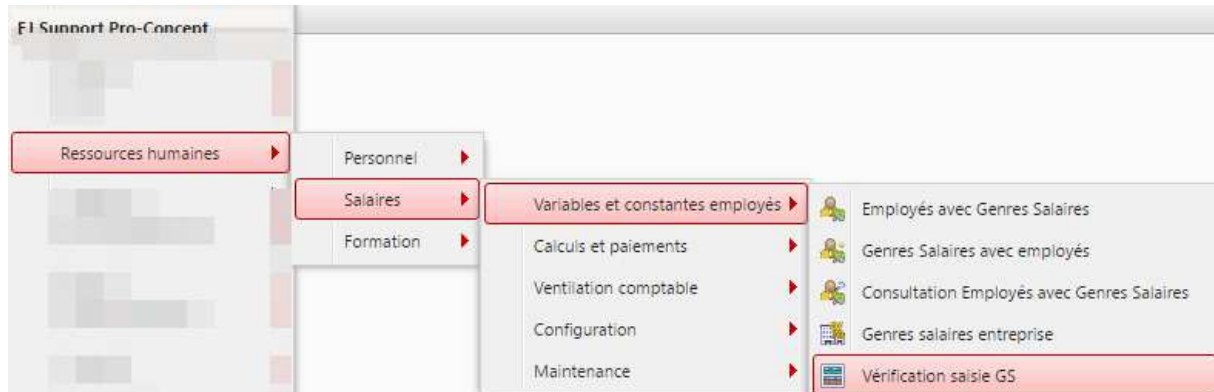 EJ Support Pro-Concept
Ressources humaines
Personnel
Salaires
Formation
Variables et constantes employés
Calculs et paiements
Ventilation comptable
Configuration
Maintenance
Employés avec Genres Salaires
Genres Salaires avec employés
Consultation Employés avec Genres Salaires
Genres salaires entreprise
Vérification saisie GS